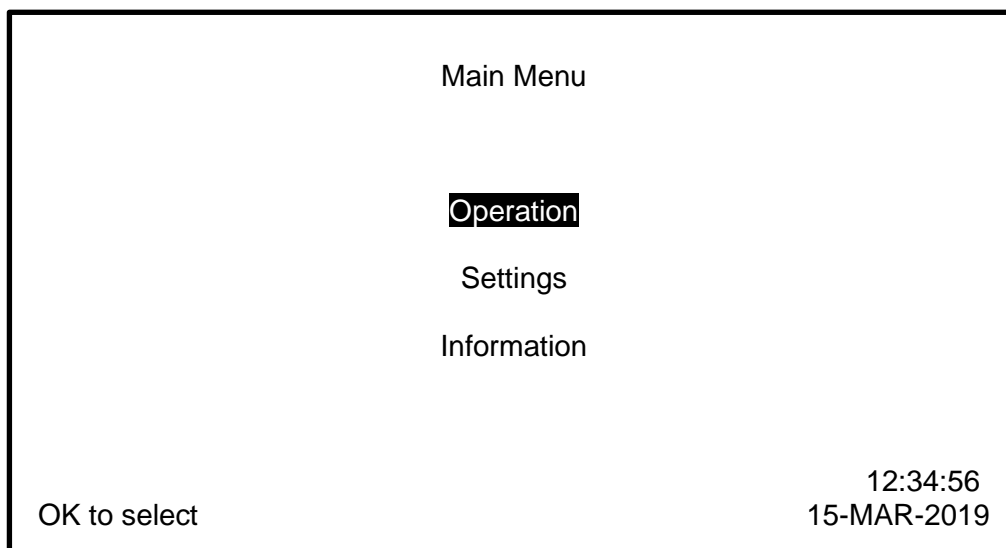 Main Menu
Operation
Settings
Information
12:34:56
OK to select
15-MAR-2019